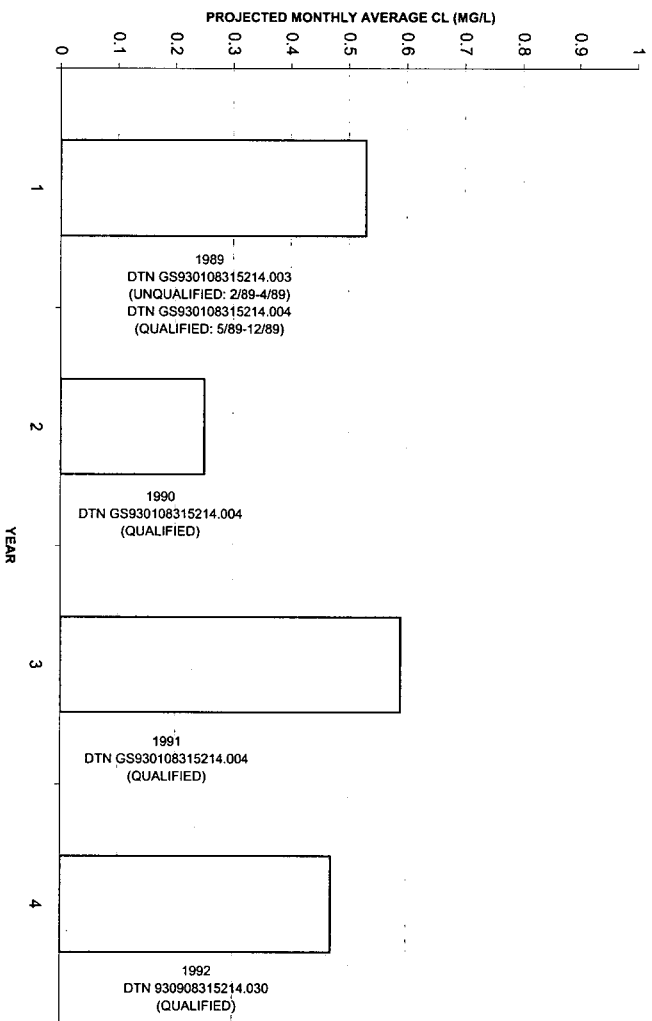 PROJECTED MONTHLY AVERAGE CL (MG/L)
0
0.1
0.2
0.3
0.4
0.5
0.6
0.7
0.8
0.9
1
1
1989
DTN GS930108315214.003
(UNQUALIFIED: 2/89-4/89)
DTN GS930108315214.004
(QUALIFIED: 5/89-12/89)
2
1990
DTN GS930108315214.004
(QUALIFIED)
YEAR
3
1991
DTN GS930108315214.004
(QUALIFIED)
4
1992
DTN 930908315214.030
(QUALIFIED)